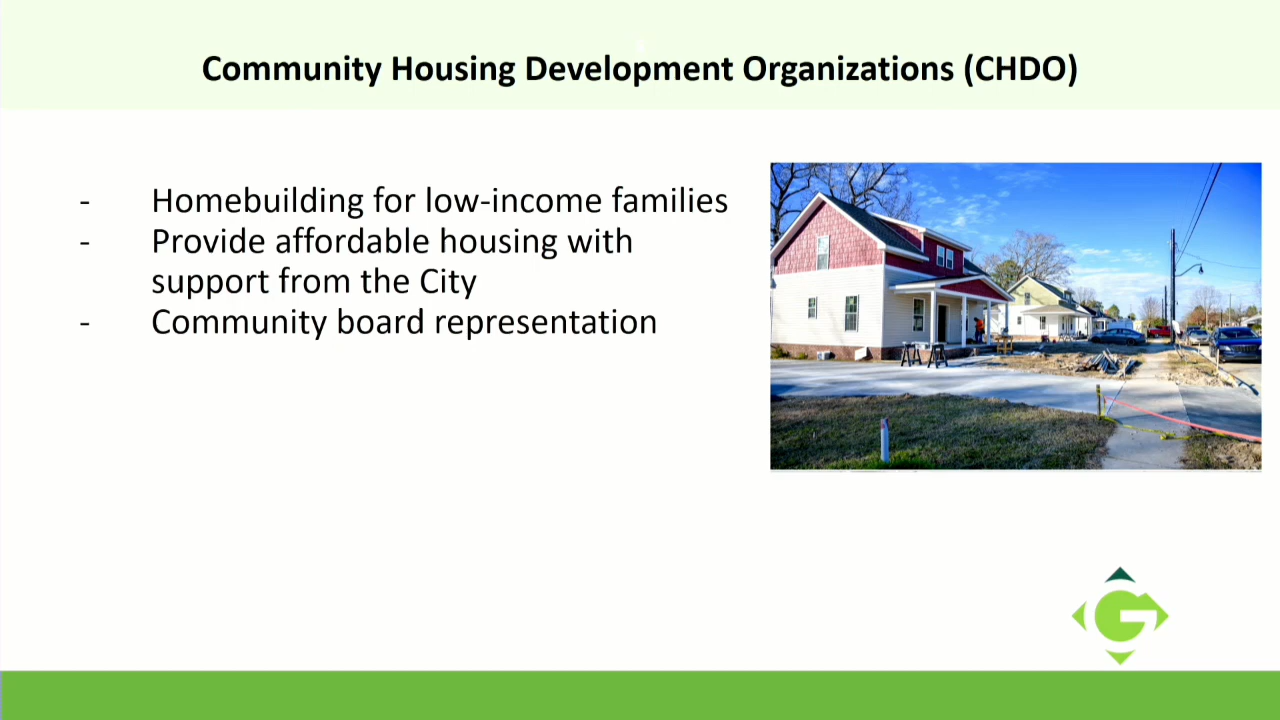 Community Housing Development Organizations (CHDO)
- Homebuilding for low-income families
- Provide affordable housing with
support from the City
- Community board representation
G